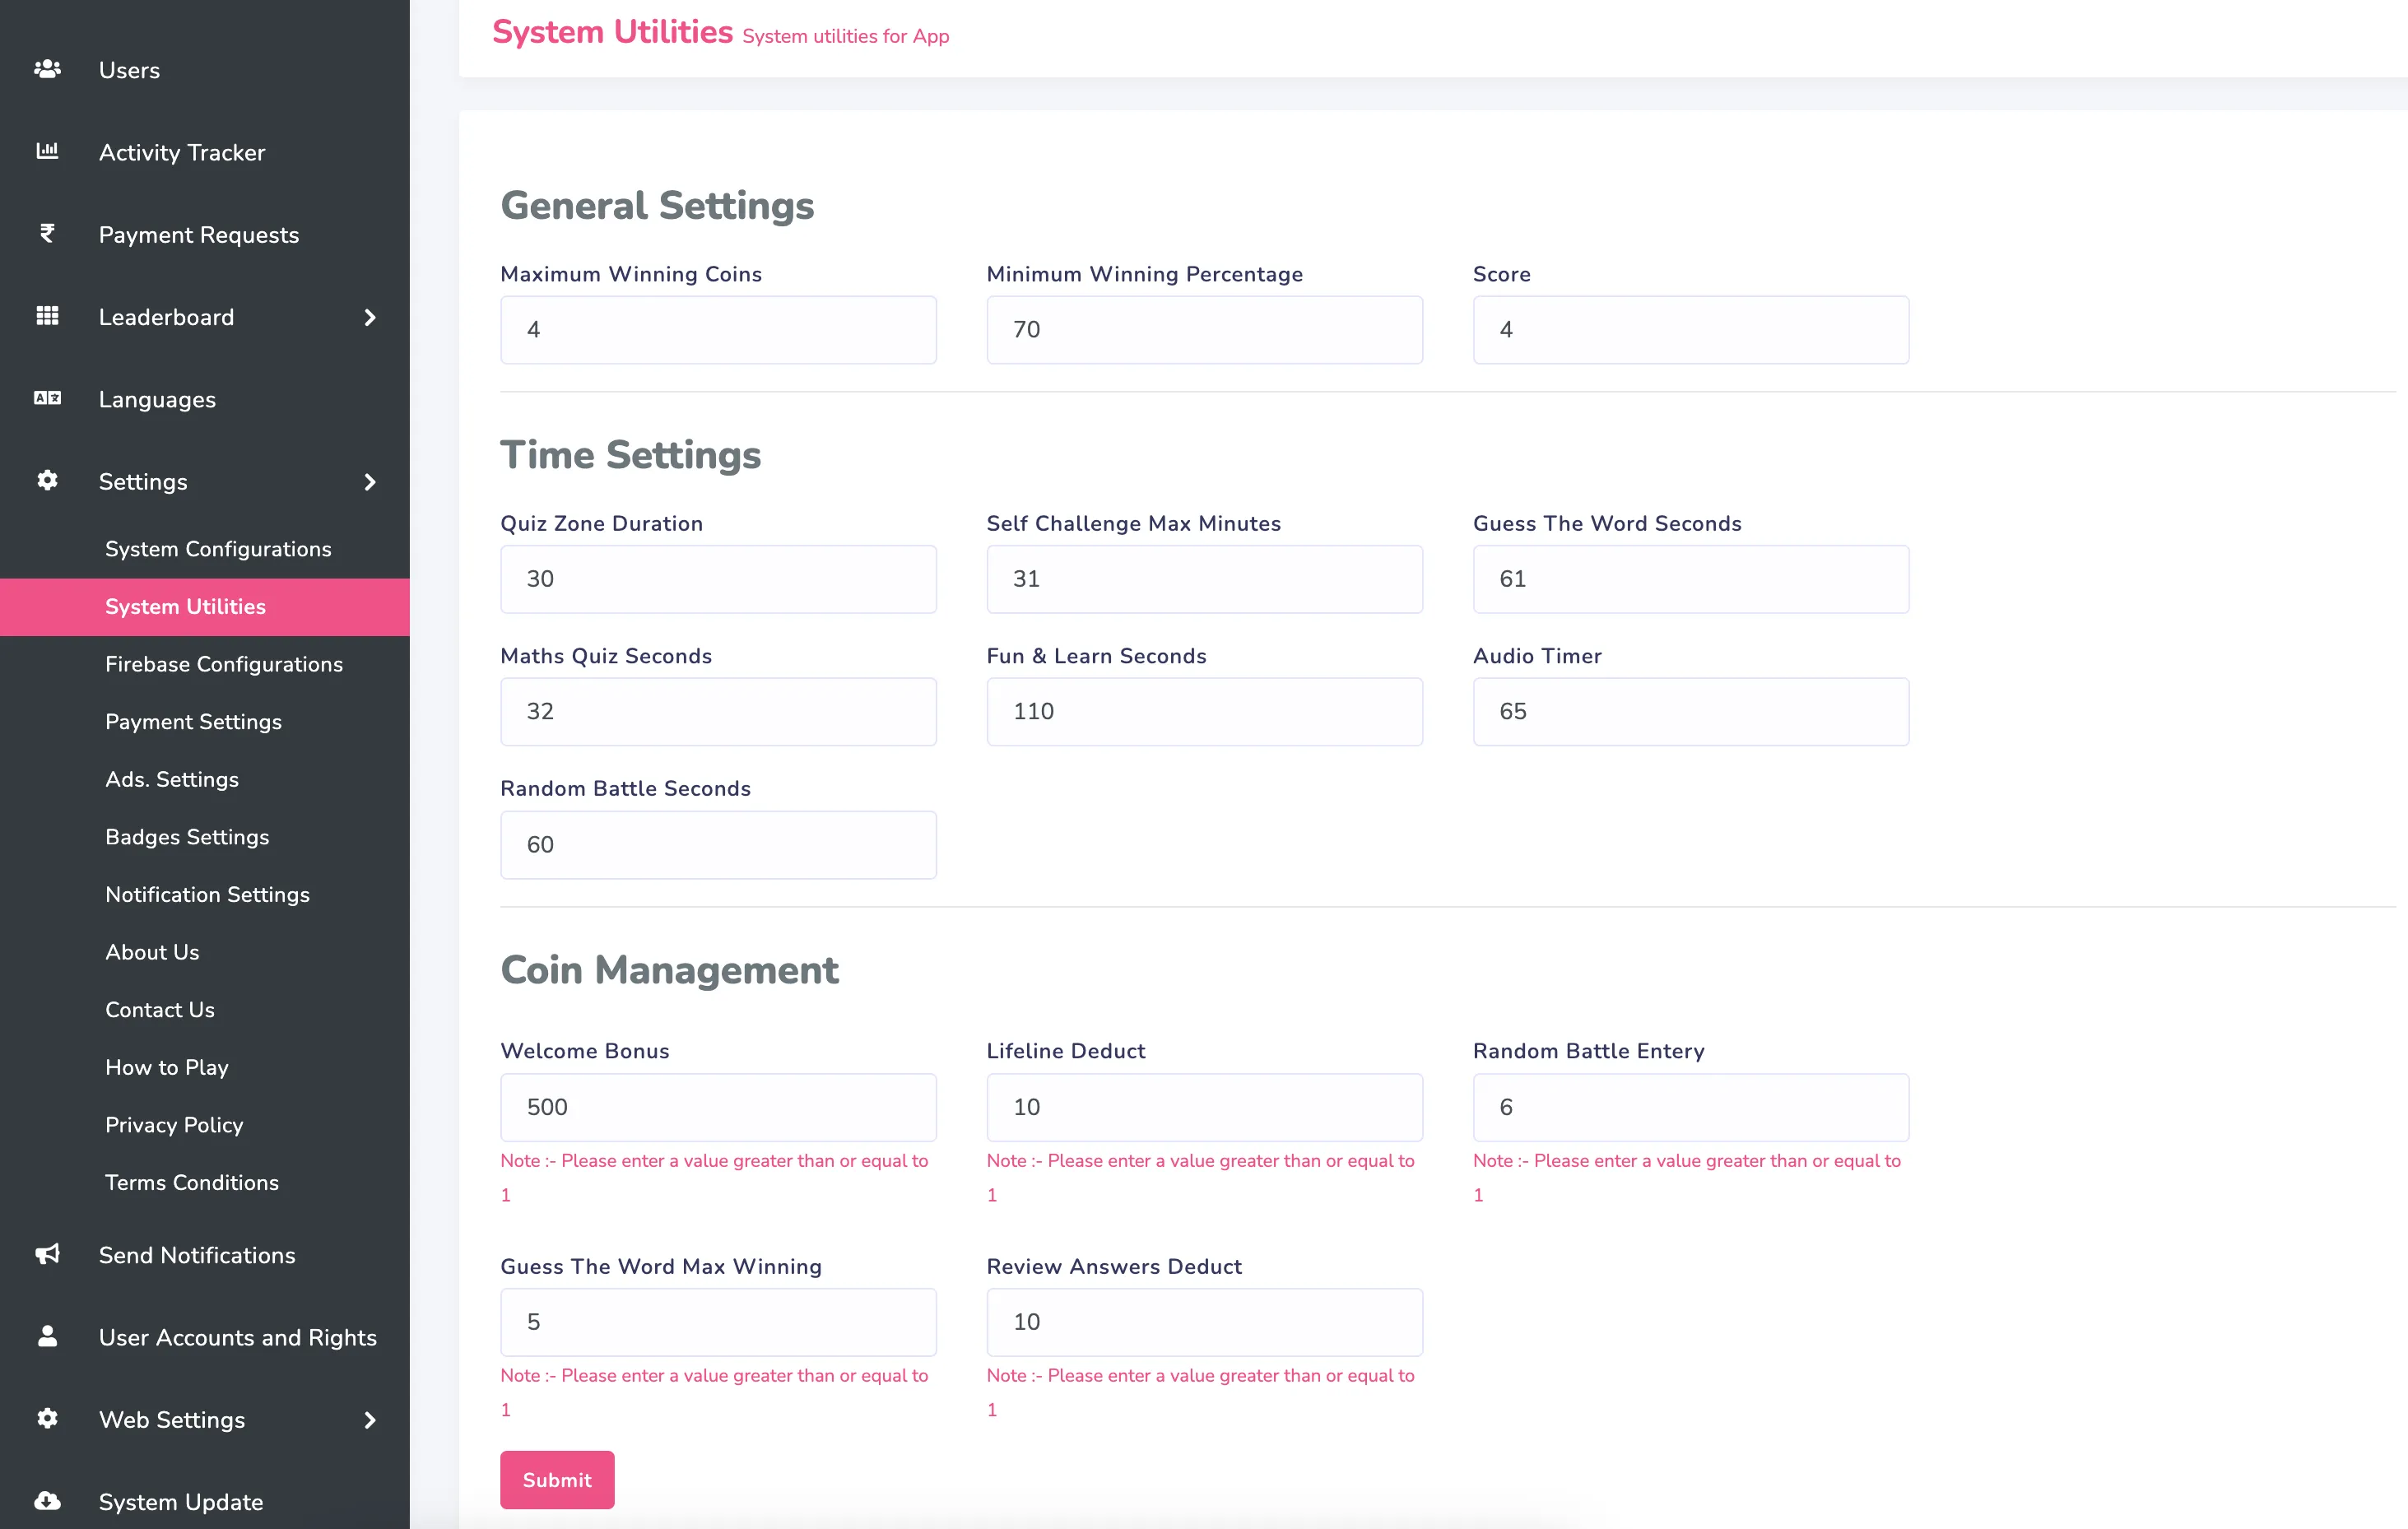 Users
Activity Tracker
Payment Requests
Leaderboard
Languages
Settings
System Configurations
System Utilities
Firebase Configurations
Payment Settings
Ads. Settings
Badges Settings
Notification Settings
About Us
Contact Us
How to Play
Privacy Policy
Terms Conditions
Send Notifications
User Accounts and Rights
Web Settings
System Update
System Utilities System utilities for App
General Settings
Maximum Winning Coins
4
Minimum Winning Percentage
70
Score
4
Time Settings
Quiz Zone Duration
30
Self Challenge Max Minutes
31
Guess The Word Seconds
61
Maths Quiz Seconds
32
Fun & Learn Seconds
110
Audio Timer
65
Random Battle Seconds
60
Coin Management
Welcome Bonus
500
Note :- Please enter a value greater than or equal to
1
Lifeline Deduct
10
Note :- Please enter a value greater than or equal to
1
Random Battle Entery
6
Note :- Please enter a value greater than or equal to
1
Guess The Word Max Winning
5
Note :- Please enter a value greater than or equal to
1
Review Answers Deduct
10
Note :- Please enter a value greater than or equal to
1
Submit